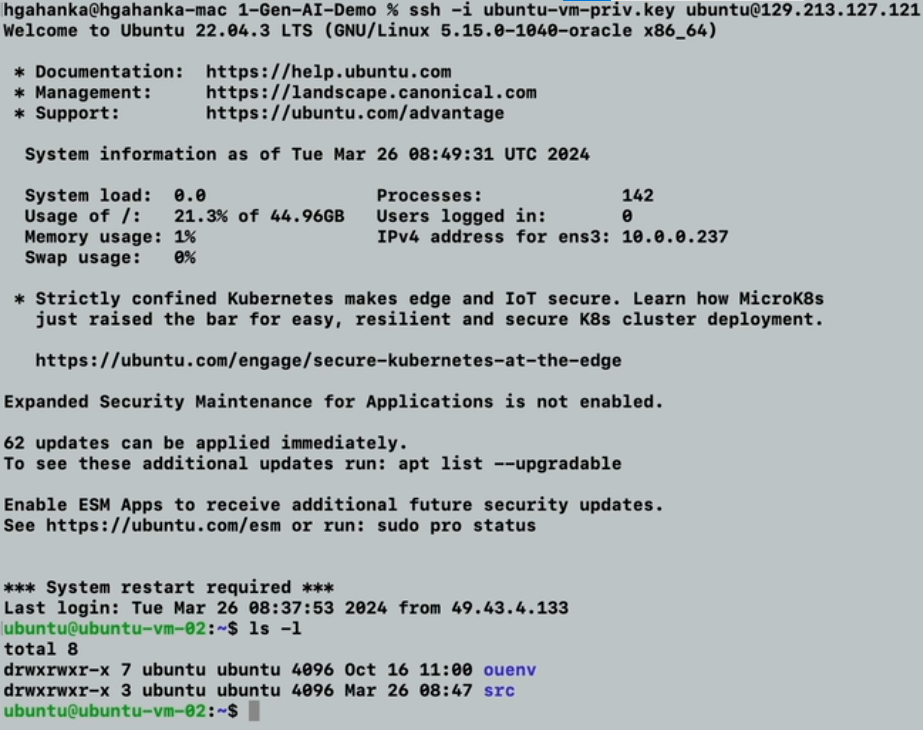 hgahanka@hgahanka-mac 1-Gen-AI-Demo % ssh -i ubuntu-vm-priv.key ubuntu@129.213.127.121
Welcome to Ubuntu 22.04.3 LTS (GNU/Linux 5.15.0-1040-oracle x86_64)
* Documentation: https://help.ubuntu.com
* Management: https://landscape.canonical.com
* Support: https://ubuntu.com/advantage
System information as of Tue Mar 26 08:49:31 UTC 2024
System load: 0.0 Processes: 142
Usage of /: 21.3% of 44.96GB Users logged in: 0
Memory usage: 1% IPv4 address for ens3: 10.0.0.237
Swap usage: 0%
* Strictly confined Kubernetes makes edge and IoT secure. Learn how MicroK8s
just raised the bar for easy, resilient and secure K8s cluster deployment.
https://ubuntu.com/engage/secure-kubernetes-at-the-edge
Expanded Security Maintenance for Applications is not enabled.
62 updates can be applied immediately.
To see these additional updates run: apt list --upgradable
Enable ESM Apps to receive additional future security updates.
See https://ubuntu.com/esm or run: sudo pro status
*** System restart required ***
Last login: Tue Mar 26 08:37:53 2024 from 49.43.4.133
ubuntu@ubuntu-vm-02:~$ ls -l
total 8
drwxrwxr-x 7 ubuntu ubuntu 4096 Oct 16 11:00 ouenv
drwxrwxr-x 3 ubuntu ubuntu 4096 Mar 26 08:47 src
ubuntu@ubuntu-vm-02:~$